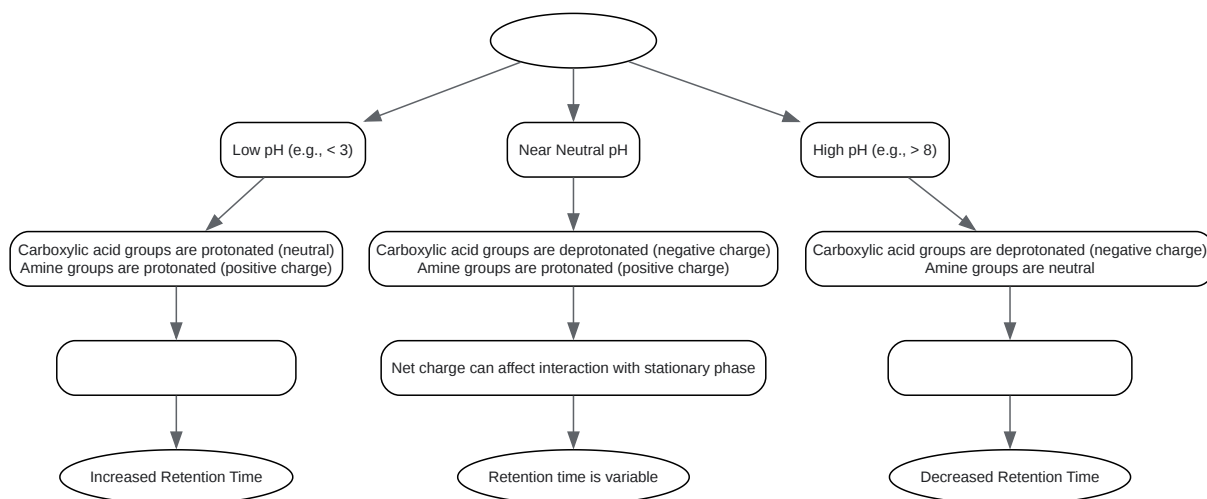 Low pH (e.g., < 3)
Near Neutral pH
High pH (e.g., > 8)
Carboxylic acid groups are protonated (neutral)
Amine groups are protonated (positive charge)
Carboxylic acid groups are deprotonated (negative charge)
Amine groups are protonated (positive charge)
Carboxylic acid groups are deprotonated (negative charge)
Amine groups are neutral
Net charge can affect interaction with stationary phase
Increased Retention Time
Retention time is variable
Decreased Retention Time